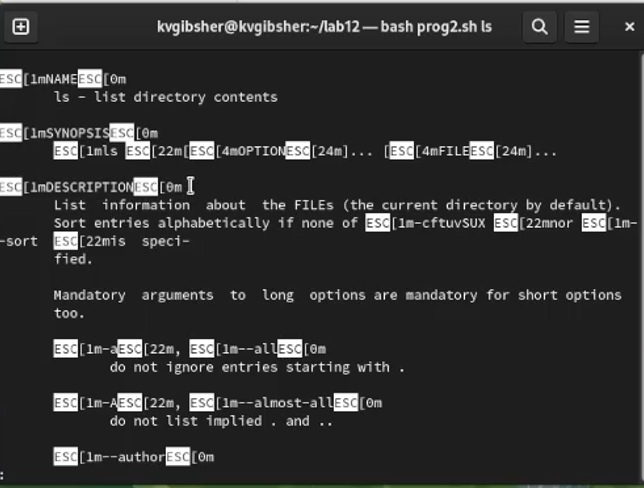 kvgibsher@kvgibsher:~/lab12 — bash prog2.sh ls
ESC[1mNAMEESC[0m
ls - list directory contents
ESC[1mSYNOPSISESC[0m
ESC[1mls ESC[22m[ESC[4mOPTIONESC[24m]... [ESC[4mFILEESC[24m]...
ESC[1mDESCRIPTIONESC[0m
List information about the FILEs (the current directory by default).
Sort entries alphabetically if none of ESC[1m-cftuvSUX ESC[22mnor ESC[1m-
-sort ESC[22mis speci-
fied.
Mandatory arguments to long options are mandatory for short options
too.
ESC[1m-aESC[22m, ESC[1m--allESC[0m
do not ignore entries starting with .
ESC[1m-AESC[22m, ESC[1m--almost-allESC[0m
do not list implied . and ..
ESC[1m--authorESC[0m
: